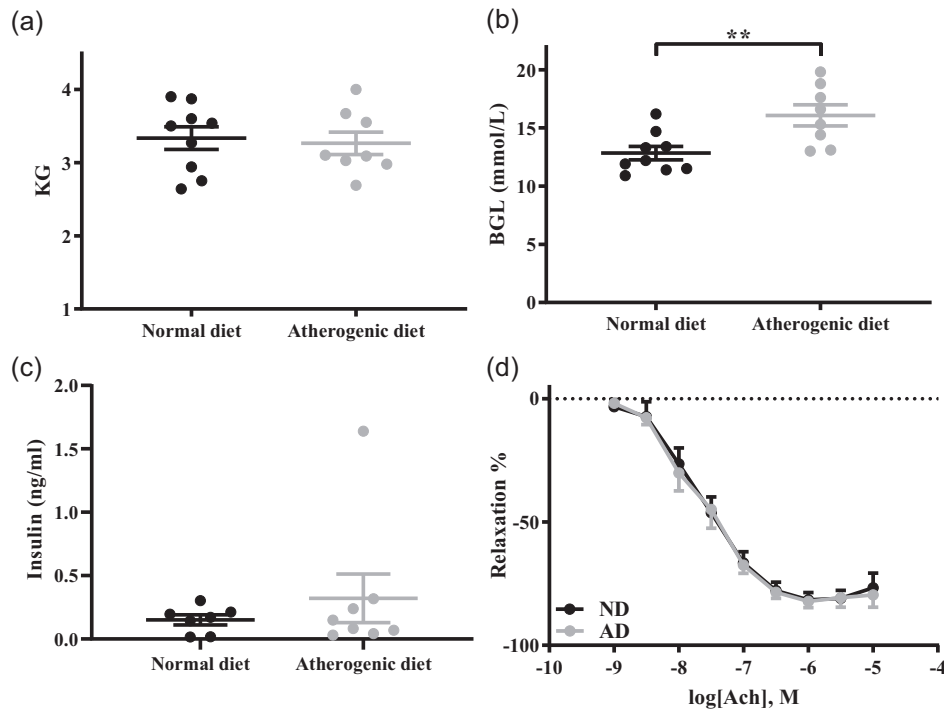 (a)
KG
4
3
2
1
Normal diet
Atherogenic diet
(b)
**
BGL (mmol/L)
20
15
10
5
0
Normal diet
Atherogenic diet
(c)
Insulin (ng/ml)
2.0
1.5
1.0
0.5
0.0
Normal diet
Atherogenic diet
(d)
Relaxation %
-0
-50
-100
ND
AD
-10
-9
-8
-7
-6
-5
-4
log[Ach], M